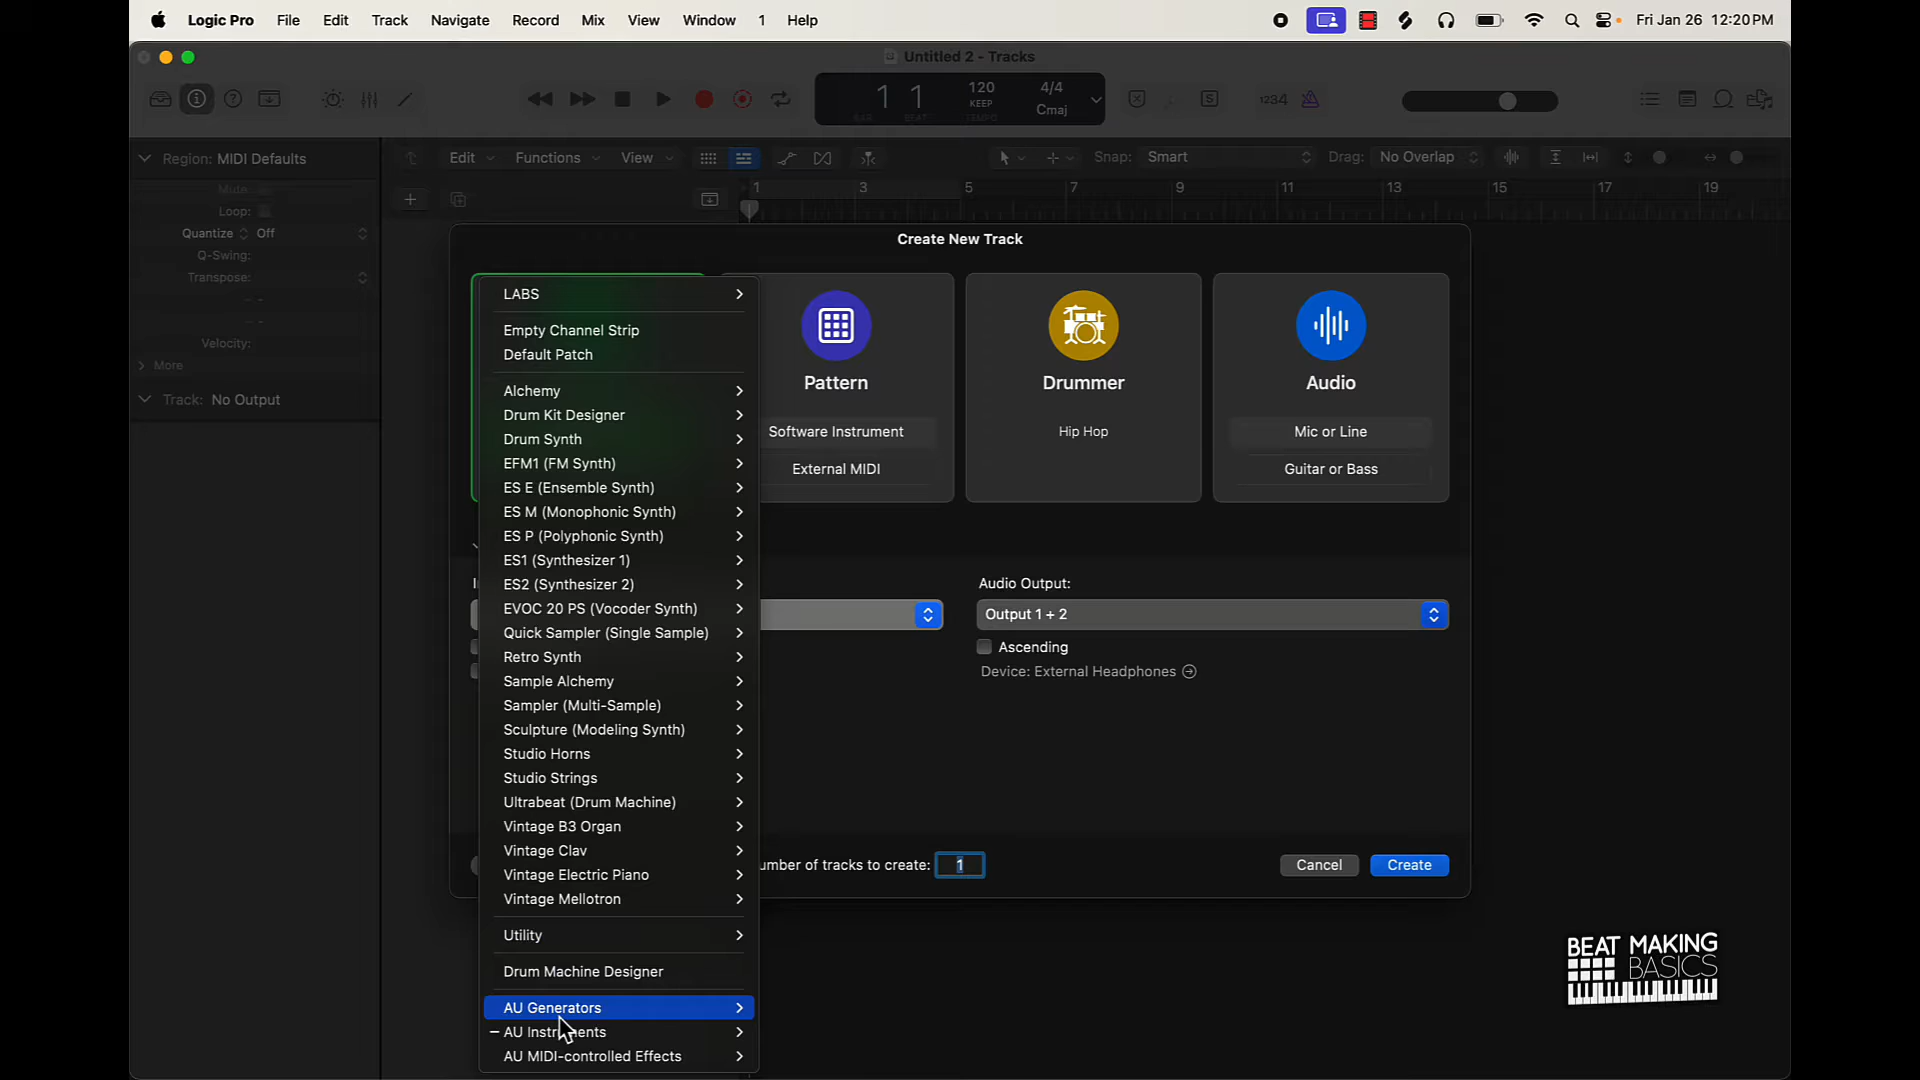 Logic Pro File Edit Track Navigate Record Mix View Window 1 Help
Fri Jan 26 12:20 PM
Untitled 2 - Tracks
1 1
120
4/4
KEEP
Cmaj
BAR BEAT TEMPO
S
1234
Region: MIDI Defaults
Mute:
Loop:
Quantize Off
Q-Swing:
Transpose:
Velocity:
More
Track: No Output
Edit Functions View
Snap: Smart
Drag: No Overlap
1 3 5 7 9 11 13 15 17 19
Create New Track
LABS
Empty Channel Strip
Default Patch
Alchemy
Drum Kit Designer
Drum Synth
EFM1 (FM Synth)
ES E (Ensemble Synth)
ES M (Monophonic Synth)
ES P (Polyphonic Synth)
ES1 (Synthesizer 1)
ES2 (Synthesizer 2)
EVOC 20 PS (Vocoder Synth)
Quick Sampler (Single Sample)
Retro Synth
Sample Alchemy
Sampler (Multi-Sample)
Sculpture (Modeling Synth)
Studio Horns
Studio Strings
Ultrabeat (Drum Machine)
Vintage B3 Organ
Vintage Clav
Vintage Electric Piano
Vintage Mellotron
Utility
Drum Machine Designer
AU Generators
AU Instruments
AU MIDI-controlled Effects
Pattern
Software Instrument
External MIDI
Drummer
Hip Hop
Audio
Mic or Line
Guitar or Bass
Audio Output:
Output 1 + 2
Ascending
Device: External Headphones
umber of tracks to create: 1
Cancel
Create
BEAT MAKING
BASICS